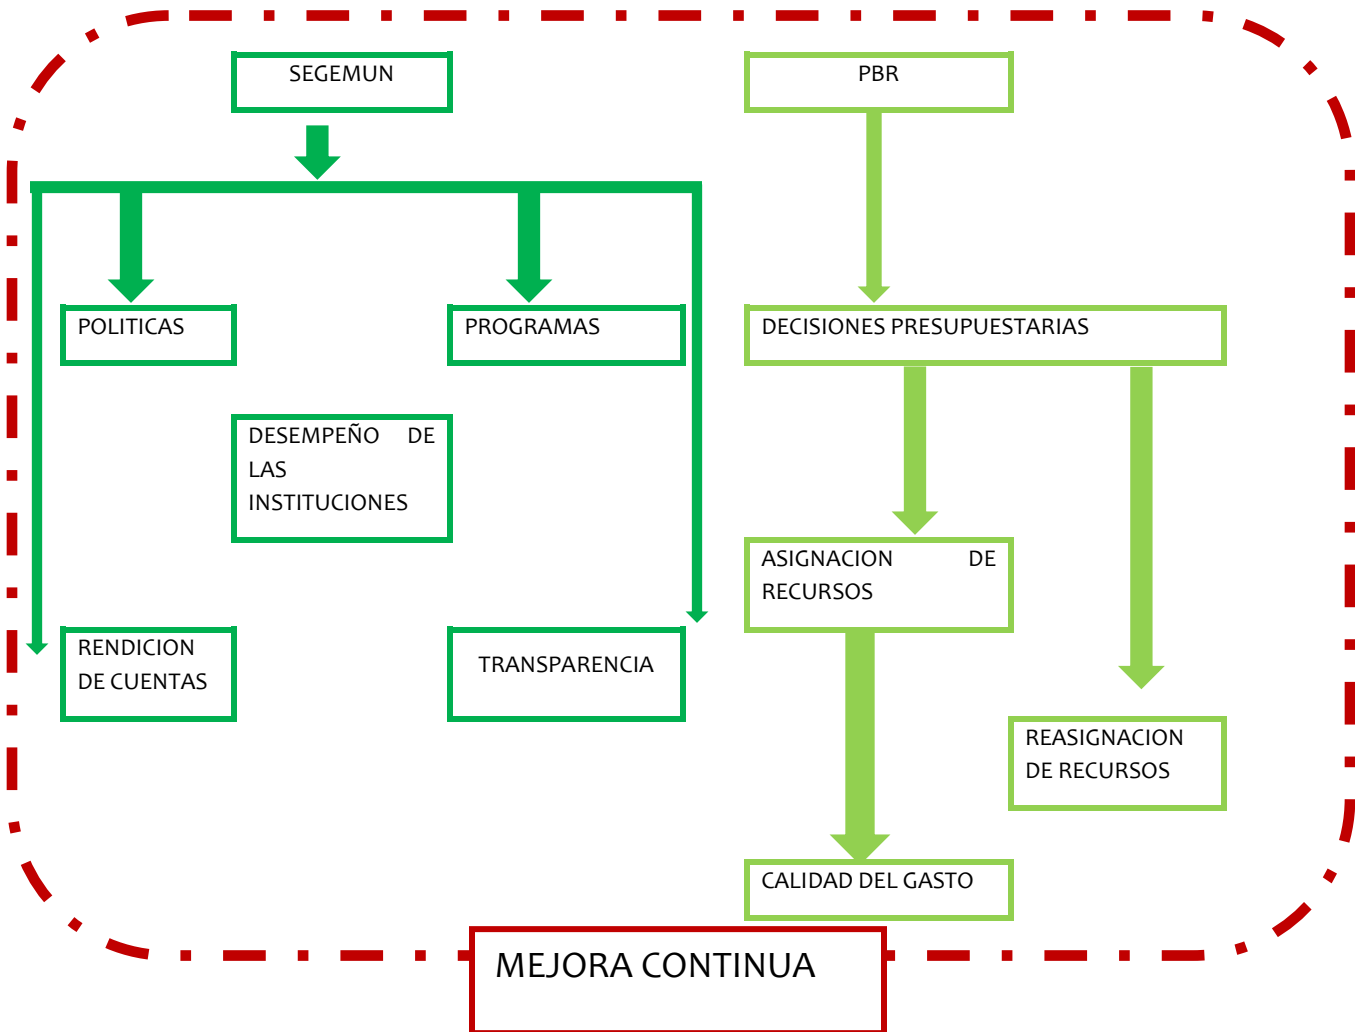 SEGEMUN
PBR
POLITICAS
PROGRAMAS
DECISIONES PRESUPUESTARIAS
DESEMPEÑO DE
LAS
INSTITUCIONES
ASIGNACION DE
RECURSOS
RENDICION
DE CUENTAS
TRANSPARENCIA
REASIGNACION
DE RECURSOS
CALIDAD DEL GASTO
MEJORA CONTINUA